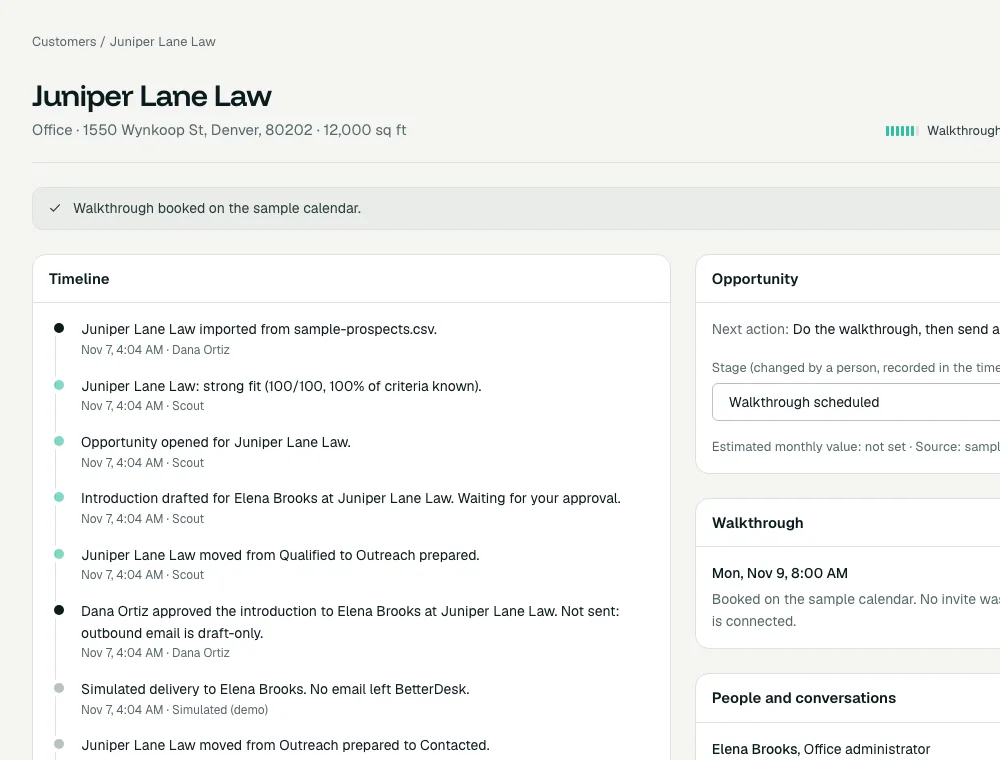 Customers / Juniper Lane Law
Juniper Lane Law
Office · 1550 Wynkoop St, Denver, 80202 · 12,000 sq ft
Walkthrough
Walkthrough booked on the sample calendar.
Timeline
Juniper Lane Law imported from sample-prospects.csv.
Nov 7, 4:04 AM · Dana Ortiz
Juniper Lane Law: strong fit (100/100, 100% of criteria known).
Nov 7, 4:04 AM · Scout
Opportunity opened for Juniper Lane Law.
Nov 7, 4:04 AM · Scout
Introduction drafted for Elena Brooks at Juniper Lane Law. Waiting for your approval.
Nov 7, 4:04 AM · Scout
Juniper Lane Law moved from Qualified to Outreach prepared.
Nov 7, 4:04 AM · Scout
Dana Ortiz approved the introduction to Elena Brooks at Juniper Lane Law. Not sent:
outbound email is draft-only.
Nov 7, 4:04 AM · Dana Ortiz
Simulated delivery to Elena Brooks. No email left BetterDesk.
Nov 7, 4:04 AM · Simulated (demo)
Juniper Lane Law moved from Outreach prepared to Contacted.
Opportunity
Next action: Do the walkthrough, then send a
Stage (changed by a person, recorded in the time
Walkthrough scheduled
Estimated monthly value: not set · Source: sampl
Walkthrough
Mon, Nov 9, 8:00 AM
Booked on the sample calendar. No invite was
is connected.
People and conversations
Elena Brooks, Office administrator